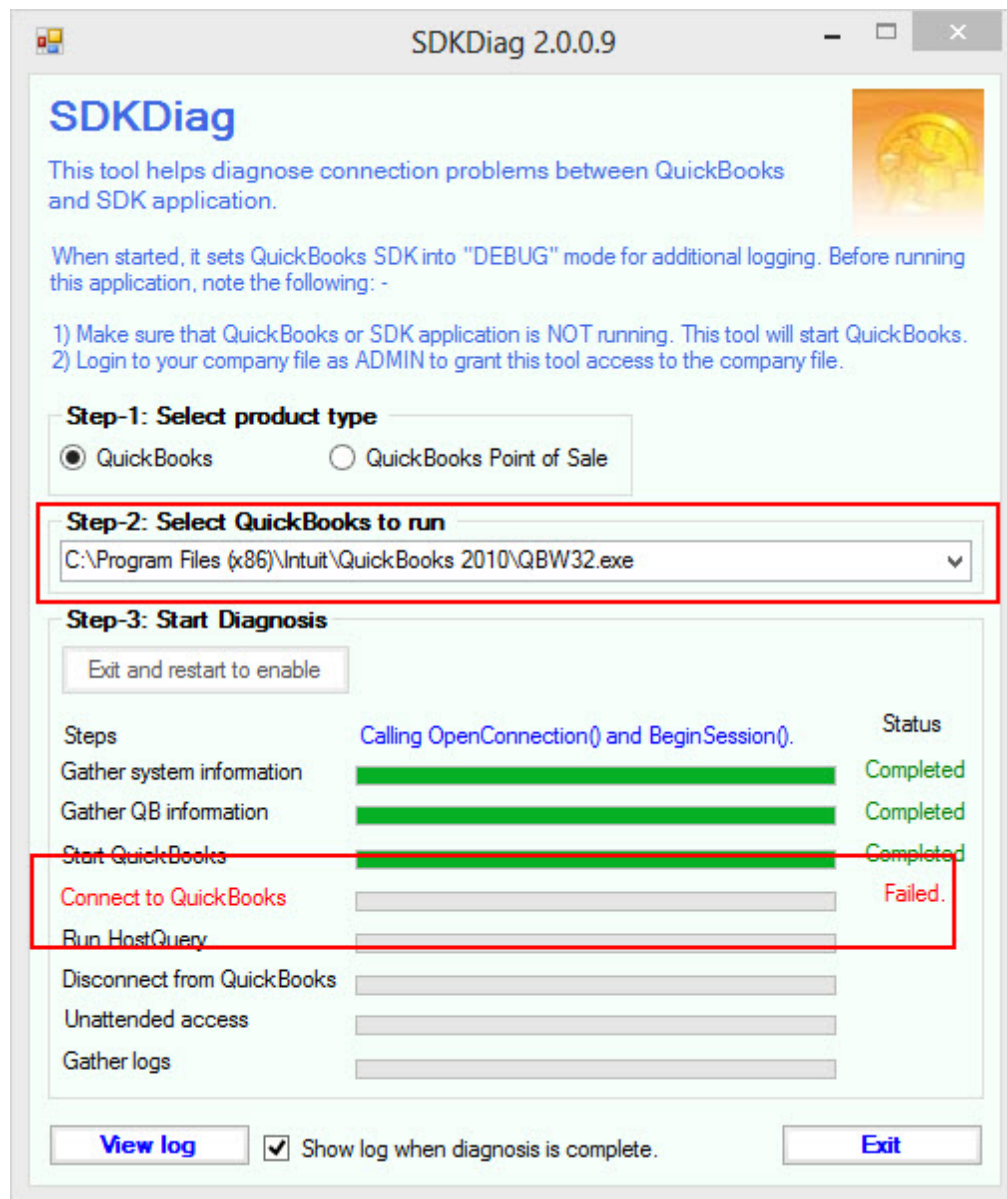 SDKDiag 2.0.0.9
SDKDiag
This tool helps diagnose connection problems between QuickBooks
and SDK application.
When started, it sets QuickBooks SDK into "DEBUG" mode for additional logging. Before running
this application, note the following: -
1) Make sure that QuickBooks or SDK application is NOT running. This tool will start QuickBooks.
2) Login to your company file as ADMIN to grant this tool access to the company file.
Step-1: Select product type
QuickBooks QuickBooks Point of Sale
Step-2: Select QuickBooks to run
C:\Program Files (x86)\Intuit\QuickBooks 2010\QBW32.exe
Step-3: Start Diagnosis
Exit and restart to enable
Steps Calling OpenConnection() and BeginSession(). Status
Gather system information Completed
Gather QB information Completed
Start QuickBooks Completed
Connect to QuickBooks Failed.
Run HostQuery
Disconnect from QuickBooks
Unattended access
Gather logs
View log Show log when diagnosis is complete. Exit